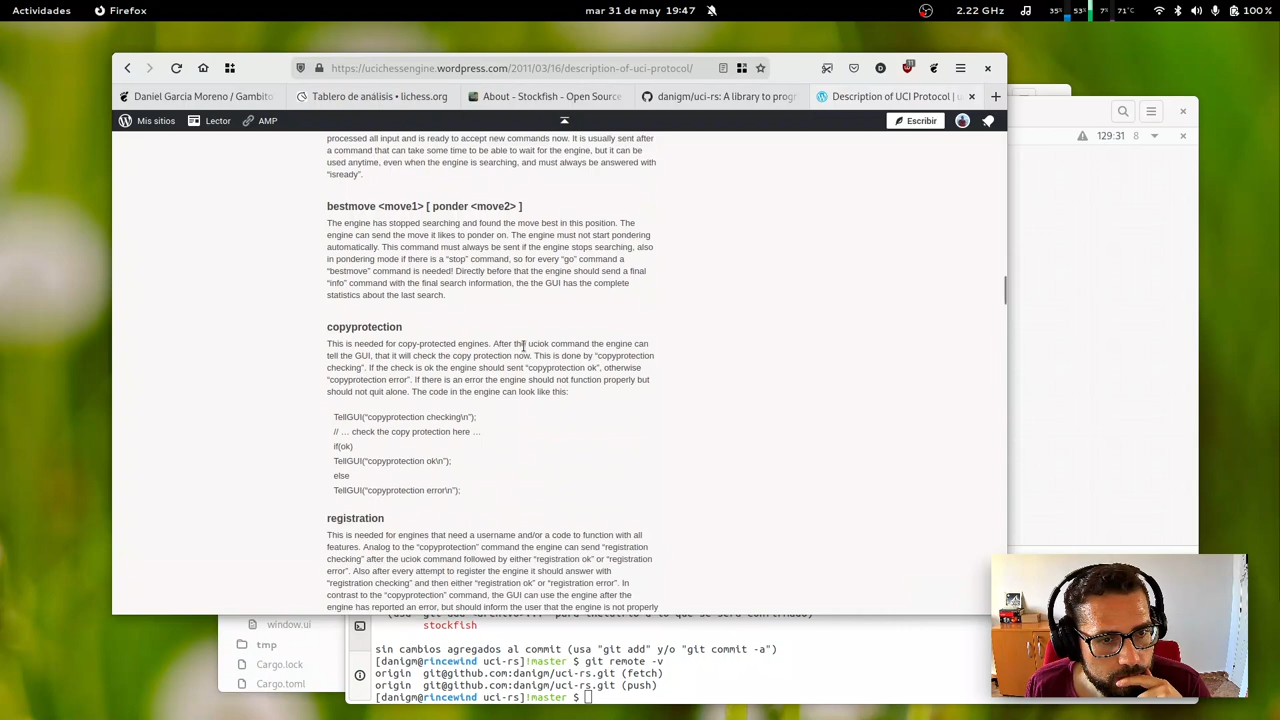 Actividades
Firefox
mar 31 de may 19:47
2.22 GHz
35%
53%
7%
71°C
100 %
https://ucichessengine.wordpress.com/2011/03/16/description-of-uci-protocol/
Daniel Garcia Moreno / Gambito
Tablero de análisis • lichess.org
About - Stockfish - Open Source
danigm/uci-rs: A library to progr
Description of UCI Protocol |
Mis sitios
Lector
AMP
Escribir
129:31 8
processed all input and is ready to accept new commands now. It is usually sent after
a command that can take some time to be able to wait for the engine, but it can be
used anytime, even when the engine is searching, and must always be answered with
“isready”.
bestmove <move1> [ ponder <move2> ]
The engine has stopped searching and found the move best in this position. The
engine can send the move it likes to ponder on. The engine must not start pondering
automatically. This command must always be sent if the engine stops searching, also
in pondering mode if there is a “stop” command, so for every “go” command a
“bestmove” command is needed! Directly before that the engine should send a final
“info” command with the final search information, the the GUI has the complete
statistics about the last search.
copyprotection
This is needed for copy-protected engines. After the uciok command the engine can
tell the GUI, that it will check the copy protection now. This is done by “copyprotection
checking”. If the check is ok the engine should sent “copyprotection ok”, otherwise
“copyprotection error”. If there is an error the engine should not function properly but
should not quit alone. The code in the engine can look like this:
TellGUI(“copyprotection checking\n”);
// … check the copy protection here …
if(ok)
TellGUI(“copyprotection ok\n”);
else
TellGUI(“copyprotection error\n”);
registration
This is needed for engines that need a username and/or a code to function with all
features. Analog to the “copyprotection” command the engine can send “registration
checking” after the uciok command followed by either “registration ok” or “registration
error”. Also after every attempt to register the engine it should answer with
“registration checking” and then either “registration ok” or “registration error”. In
contrast to the “copyprotection” command, the GUI can use the engine after the
engine has reported an error, but should inform the user that the engine is not properly
window.ui
tmp
Cargo.lock
Cargo.toml
stockfish
sin cambios agregados al commit (usa "git add" y/o "git commit -a")
[danigm@rincewind uci-rs]!master $ git remote -v
origin git@github.com:danigm/uci-rs.git (fetch)
origin git@github.com:danigm/uci-rs.git (push)
[danigm@rincewind uci-rs]!master $